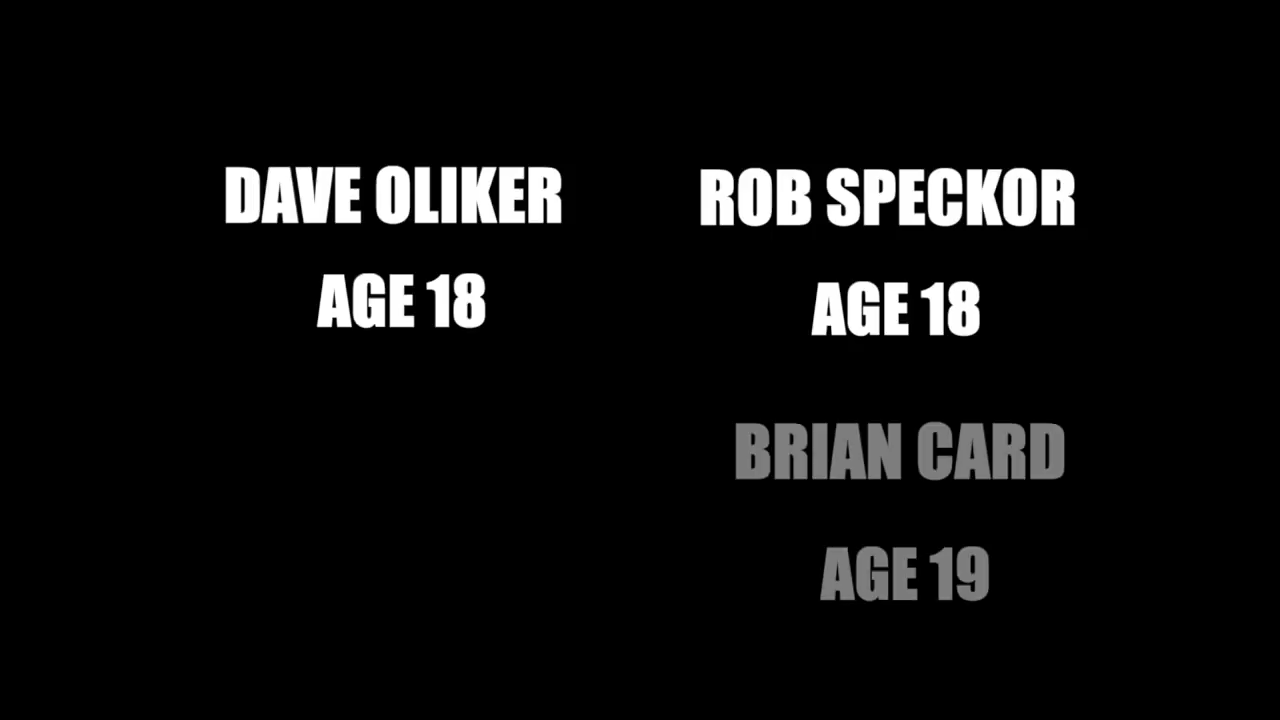 DAVE OLIKER
AGE 18
ROB SPECKOR
AGE 18
BRIAN CARD
AGE 19